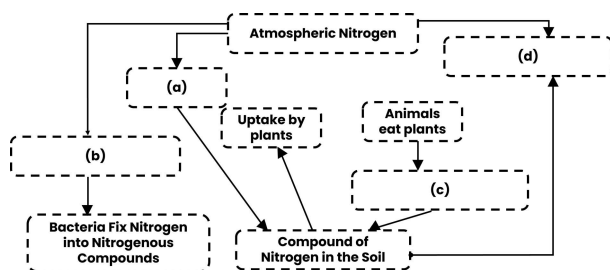 Atmospheric Nitrogen
(d)
(a)
Uptake by
plants
Animals
eat plants
(b)
(c)
Bacteria Fix Nitrogen
into Nitrogenous
Compounds
Compound of
Nitrogen in the Soil